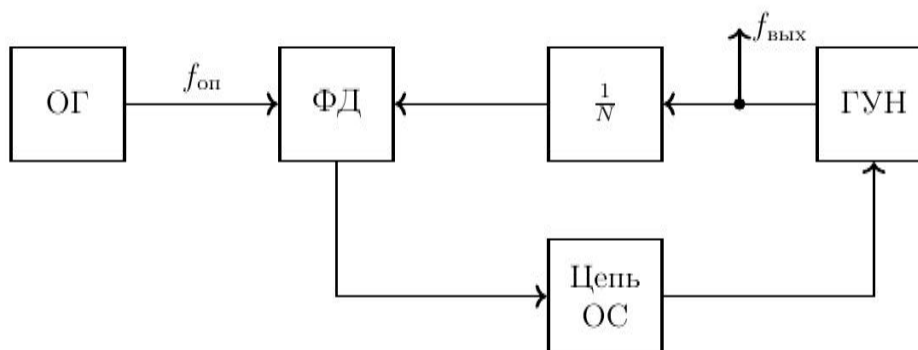 f_вых
f_оп
ОГ
ФД
1/N
ГУН
Цепь
ОС